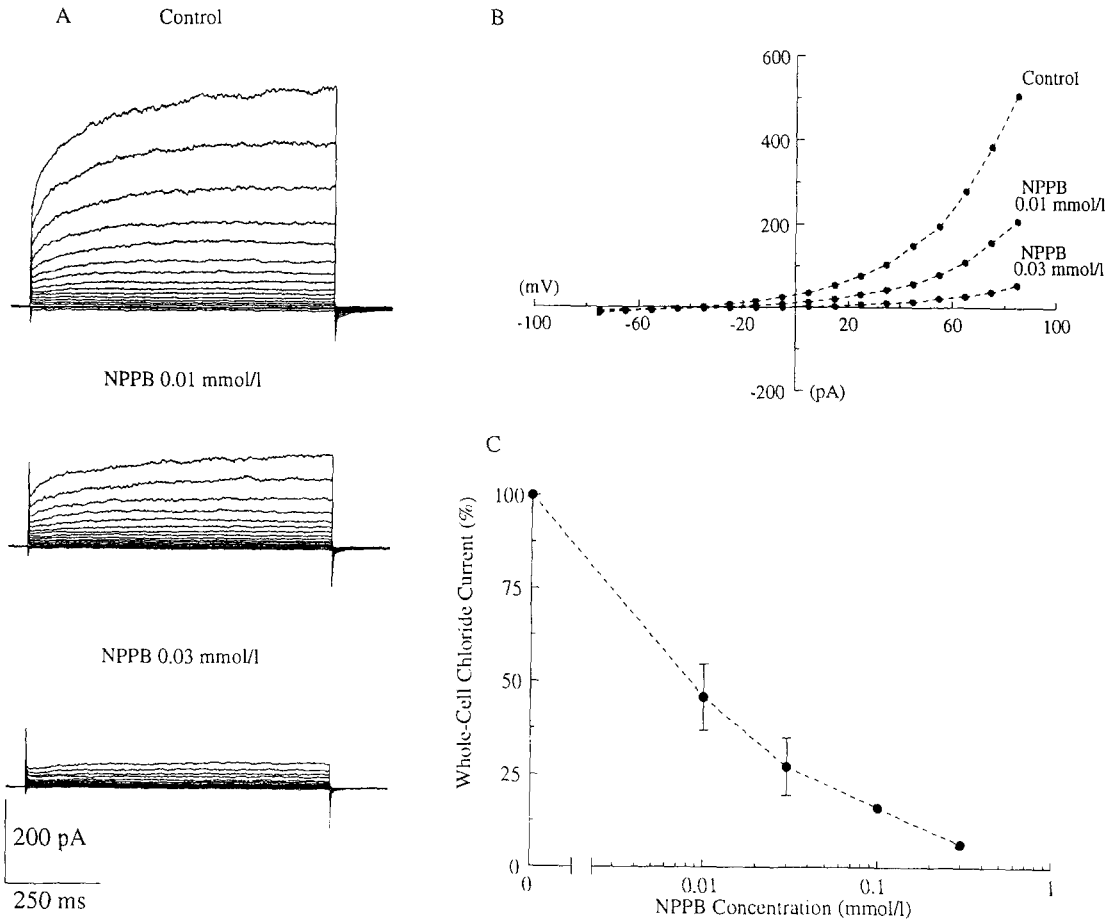 A
Control
NPPB 0.01 mmol/l
NPPB 0.03 mmol/l
200 pA
250 ms
B
600
400
200
-200
(pA)
(mV)
-100
-60
-20
20
60
100
Control
NPPB
0.01 mmol/l
NPPB
0.03 mmol/l
C
Whole-Cell Chloride Current (%)
100
75
50
25
0
0
0.01
0.1
1
NPPB Concentration (mmol/l)